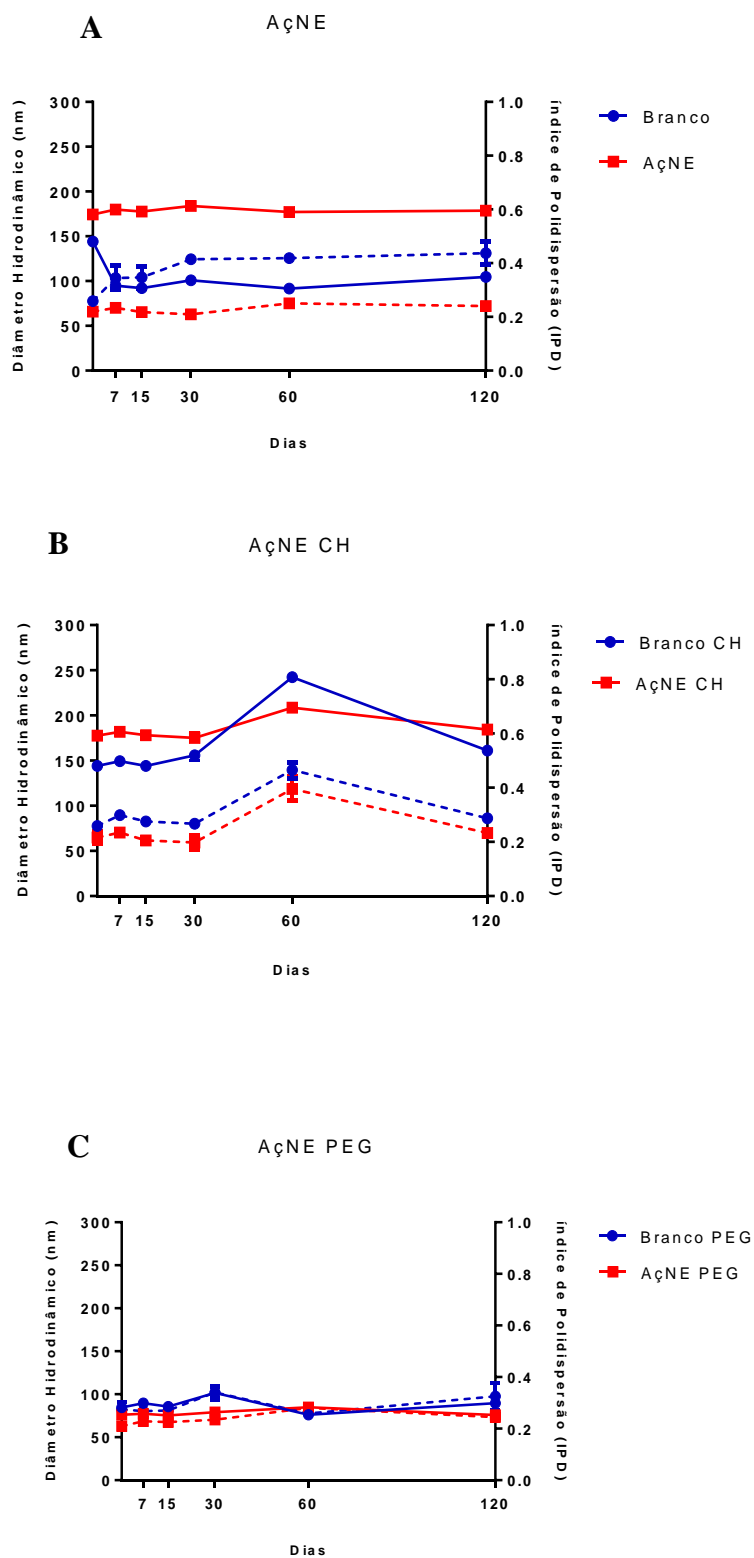 A
AçNE
Diâmetro Hidrodinâmico (nm)
300
250
200
150
100
50
0
7 15 30 60 120
Dias
1.0
0.8
0.6
0.4
0.2
0.0
índice de Polidispersão (IPD)
Branco
AçNE
B
AçNE CH
Diâmetro Hidrodinâmico (nm)
300
250
200
150
100
50
0
7 15 30 60 120
Dias
1.0
0.8
0.6
0.4
0.2
0.0
índice de Polidispersão (IPD)
Branco CH
AçNE CH
C
AçNE PEG
Diâmetro Hidrodinâmico (nm)
300
250
200
150
100
50
0
7 15 30 60 120
Dias
1.0
0.8
0.6
0.4
0.2
0.0
índice de Polidispersão (IPD)
Branco PEG
AçNE PEG